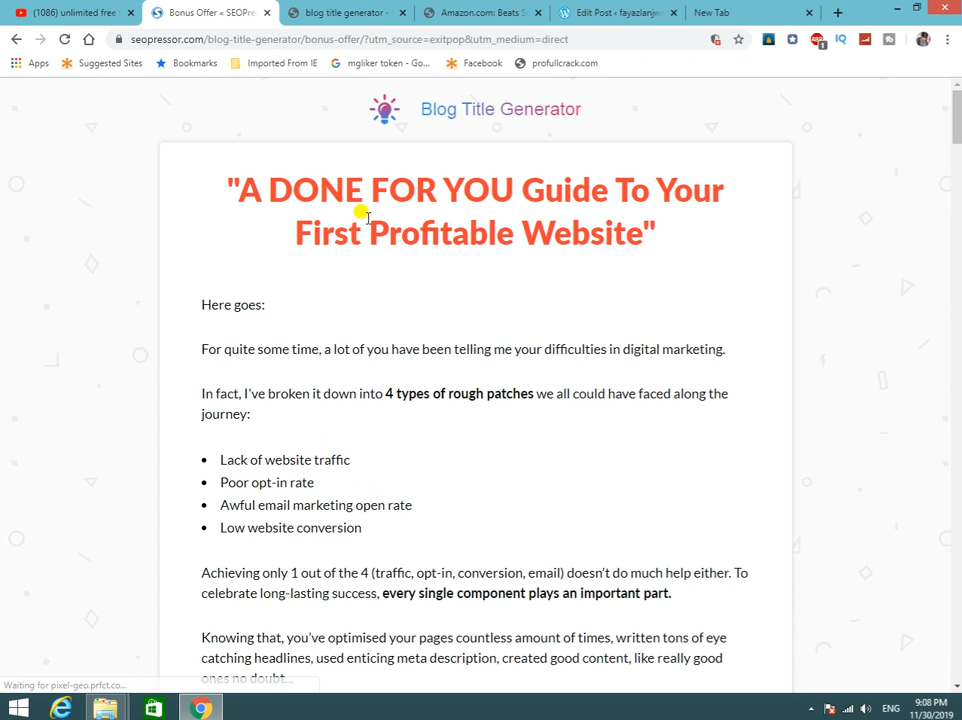 (1086) unlimited free
Bonus Offer « SEOPre
blog title generator -
Amazon.com: Beats S
Edit Post ‹ fayazlanjw
New Tab
seopressor.com/blog-title-generator/bonus-offer/?utm_source=exitpop&utm_medium=direct
Apps
Suggested Sites
Bookmarks
Imported From IE
mgliker token - Go...
Facebook
profullcrack.com
Blog Title Generator
"A DONE FOR YOU Guide To Your
First Profitable Website"
Here goes:
For quite some time, a lot of you have been telling me your difficulties in digital marketing.
In fact, I've broken it down into 4 types of rough patches we all could have faced along the
journey:
• Lack of website traffic
• Poor opt-in rate
• Awful email marketing open rate
• Low website conversion
Achieving only 1 out of the 4 (traffic, opt-in, conversion, email) doesn't do much help either. To
celebrate long-lasting success, every single component plays an important part.
Knowing that, you've optimised your pages countless amount of times, written tons of eye
catching headlines, used enticing meta description, created good content, like really good
ones no doubt...
Waiting for pixel-geo.prfct.co...
ENG
9:08 PM
11/30/2019